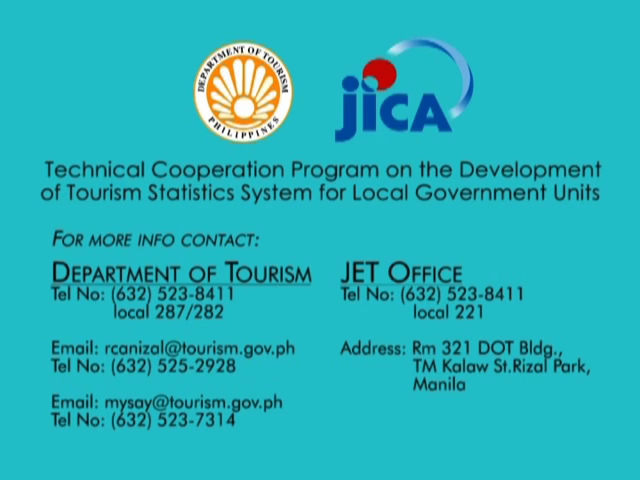 DEPARTMENT OF TOURISM
PHILIPPINES
jICA
Technical Cooperation Program on the Development
of Tourism Statistics System for Local Government Units
FOR MORE INFO CONTACT:
DEPARTMENT OF TOURISM
Tel No: (632) 523-8411
local 287/282
Email: rcanizal@tourism.gov.ph
Tel No: (632) 525-2928
Email: mysay@tourism.gov.ph
Tel No: (632) 523-7314
JET OFFICE
Tel No: (632) 523-8411
local 221
Address: Rm 321 DOT Bldg.,
TM Kalaw St.Rizal Park,
Manila